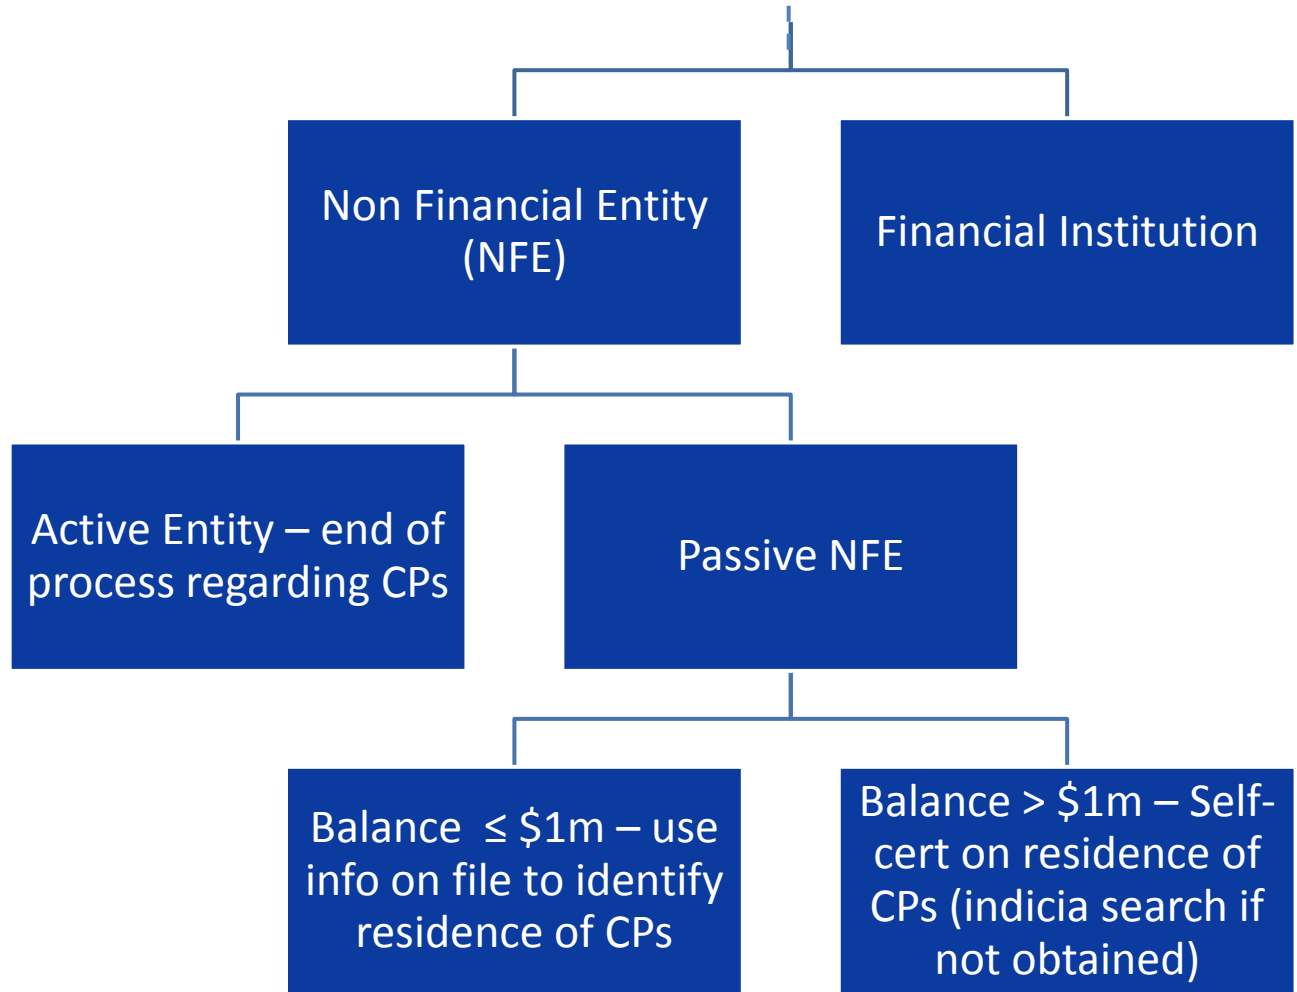 Non Financial Entity
(NFE)
Financial Institution
Active Entity – end of
process regarding CPs
Passive NFE
Balance ≤ $1m – use
info on file to identify
residence of CPs
Balance > $1m – Self-
cert on residence of
CPs (indicia search if
not obtained)